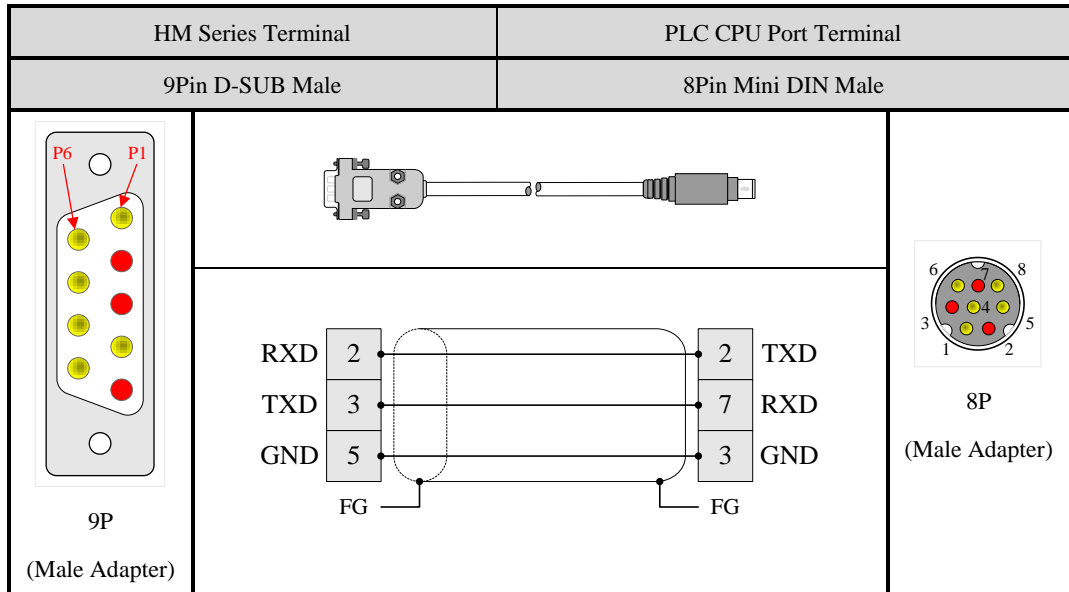 HM Series Terminal
PLC CPU Port Terminal
9Pin D-SUB Male
8Pin Mini DIN Male
P6 P1
9P
(Male Adapter)
RXD 2 2 TXD
TXD 3 7 RXD
GND 5 3 GND
FG FG
6 7 8
3 4 5
1 2
8P
(Male Adapter)